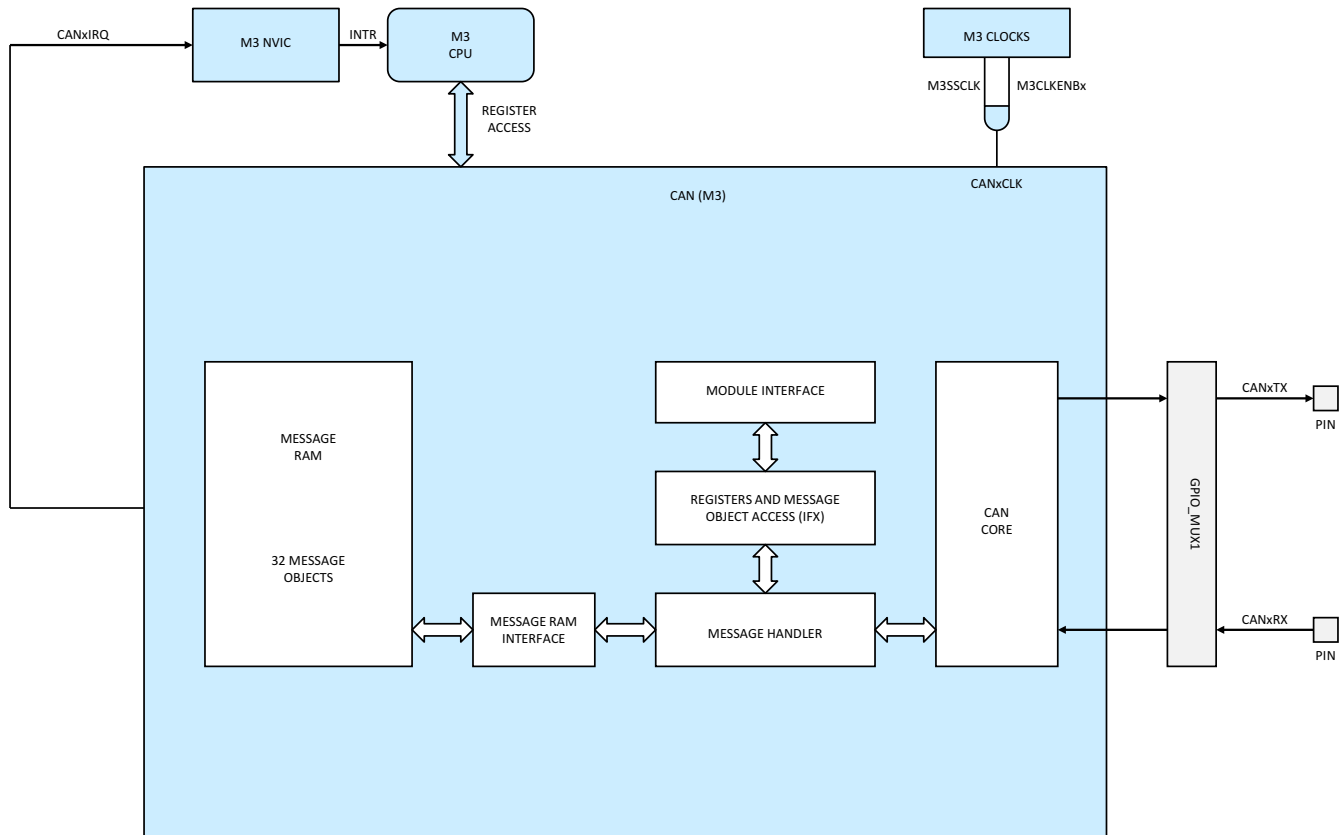 CANxIRQ
M3 NVIC
INTR
M3
CPU
M3 CLOCKS
M3SSCLK
M3CLKENBx
REGISTER
ACCESS
CAN (M3)
CANxCLK
MESSAGE
RAM
32 MESSAGE
OBJECTS
MODULE INTERFACE
REGISTERS AND MESSAGE
OBJECT ACCESS (IFX)
MESSAGE RAM
INTERFACE
MESSAGE HANDLER
CAN
CORE
GPIO_MUX1
CANxTX
PIN
CANxRX
PIN